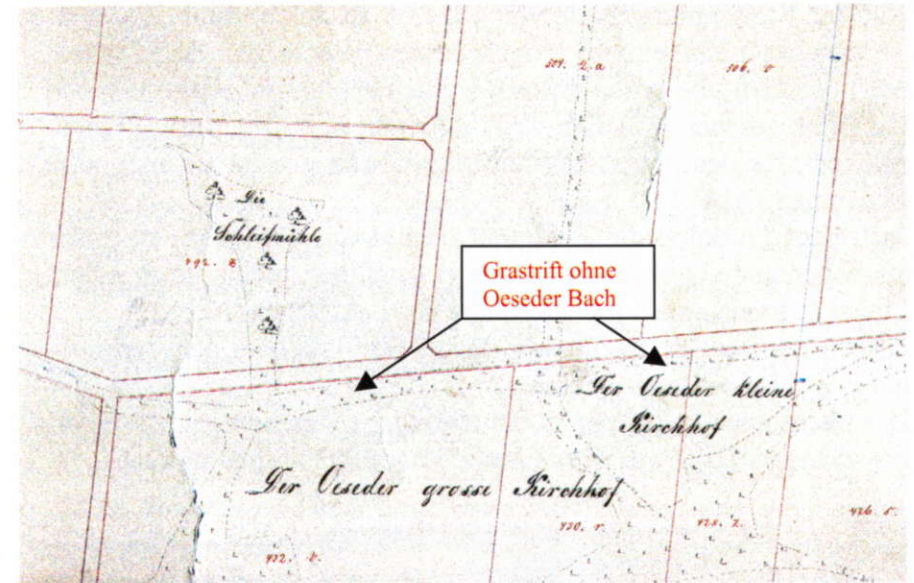 Die
Schleifmühle
Grastrift ohne
Oeseder Bach
Der Oeseder kleine
Kirchhof
Der Oeseder grosse Kirchhof